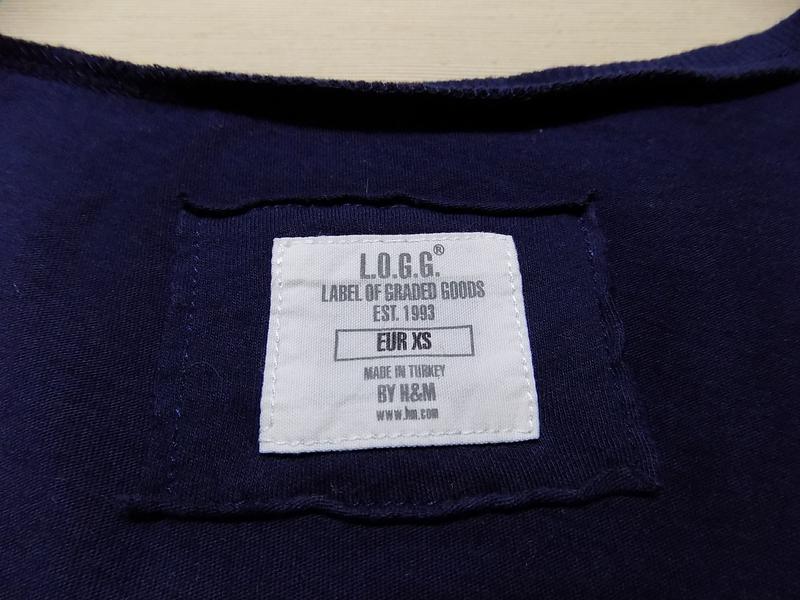 L.O.G.G.®
LABEL OF GRADED GOODS
EST. 1993
EUR XS
MADE IN TURKEY
BY H&M
www.hm.com